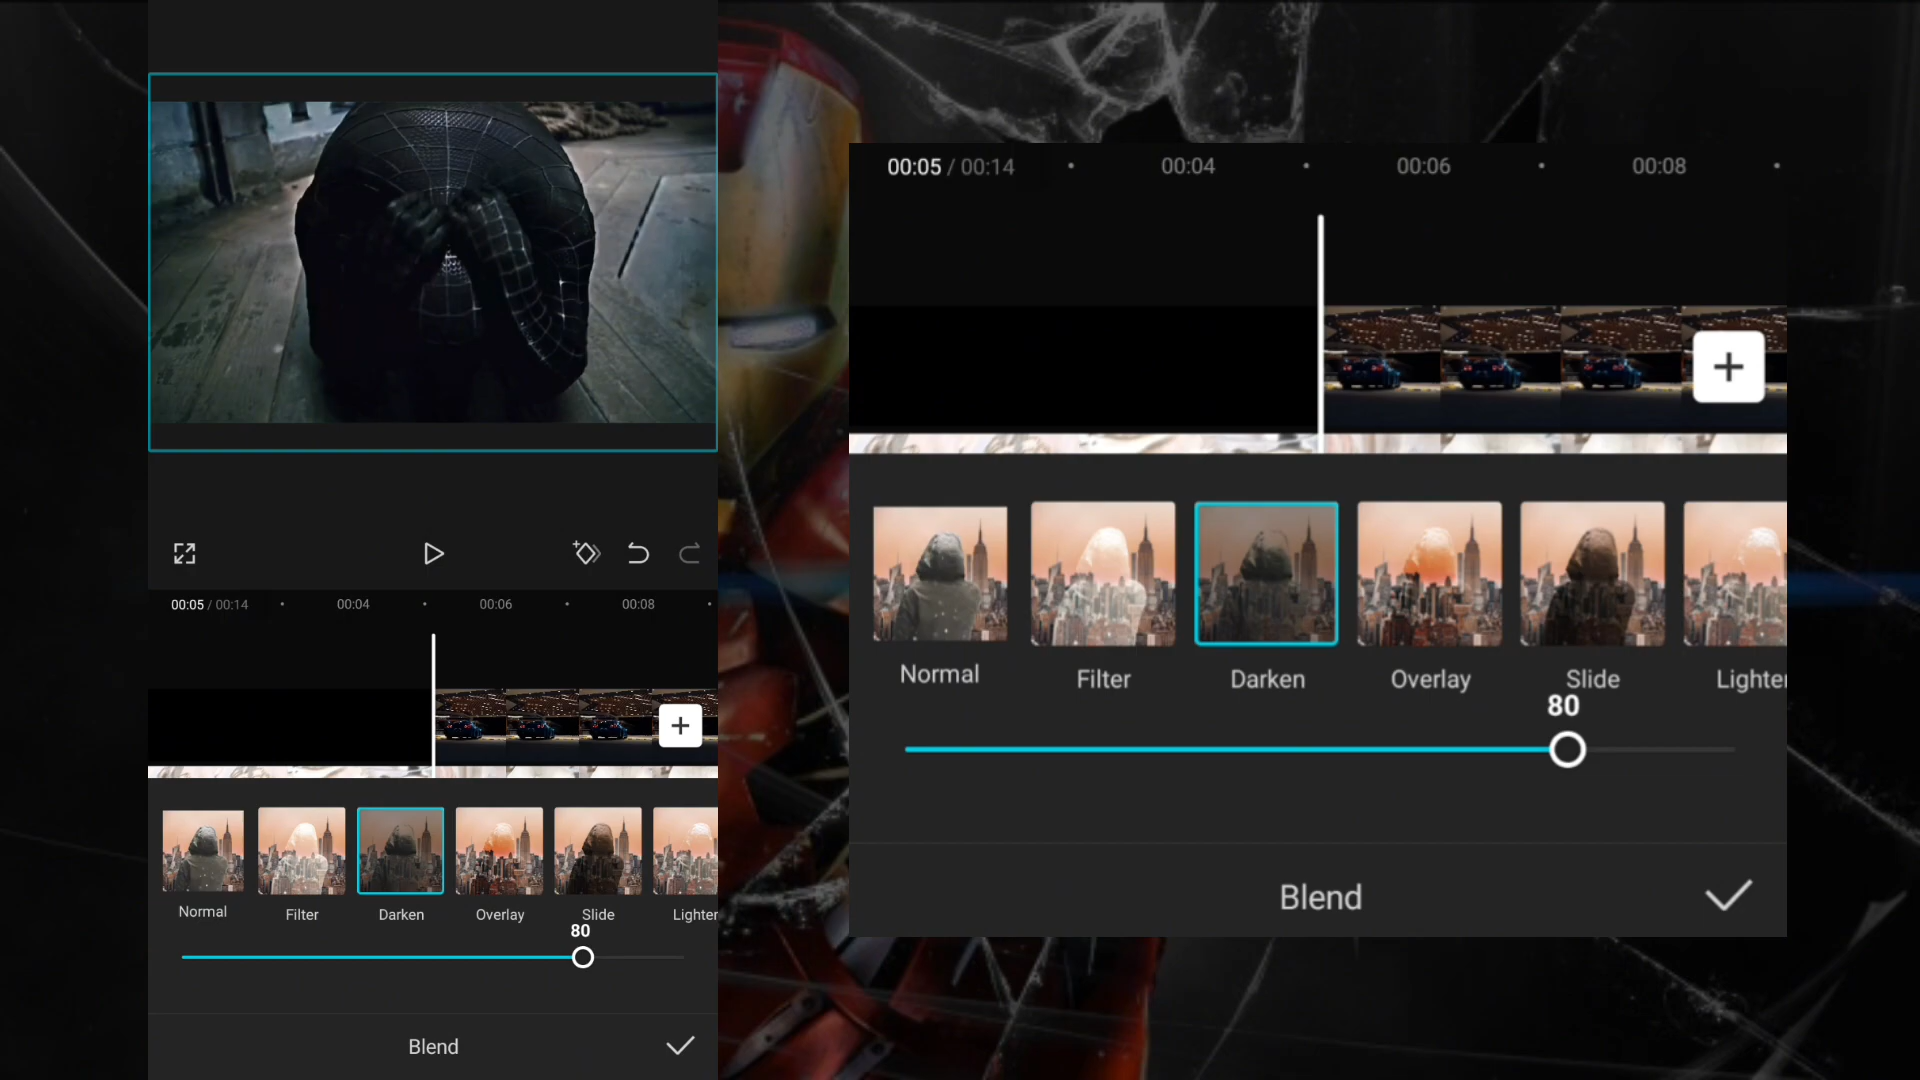 00:05 / 00:14
00:04
00:06
00:08
Normal
Filter
Darken
Overlay
Slide
Lighter
80
Blend
00:05 / 00:14
00:04
00:06
00:08
Normal
Filter
Darken
Overlay
Slide
Lighte
80
Blend